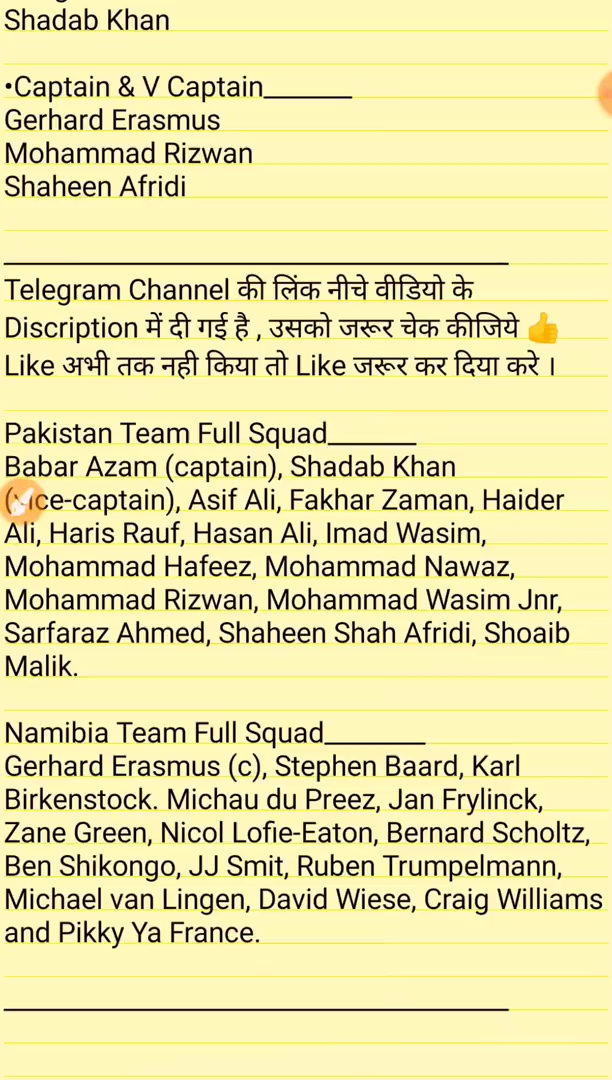 Shadab Khan
•Captain & V Captain______
Gerhard Erasmus
Mohammad Rizwan
Shaheen Afridi
Telegram Channel की लिंक नीचे वीडियो के
Discription में दी गई है , उसको जरूर चेक कीजिये 👍
Like अभी तक नही किया तो Like जरूर कर दिया करे ।
Pakistan Team Full Squad______
Babar Azam (captain), Shadab Khan
(vice-captain), Asif Ali, Fakhar Zaman, Haider
Ali, Haris Rauf, Hasan Ali, Imad Wasim,
Mohammad Hafeez, Mohammad Nawaz,
Mohammad Rizwan, Mohammad Wasim Jnr,
Sarfaraz Ahmed, Shaheen Shah Afridi, Shoaib
Malik.
Namibia Team Full Squad_______
Gerhard Erasmus (c), Stephen Baard, Karl
Birkenstock. Michau du Preez, Jan Frylinck,
Zane Green, Nicol Lofie-Eaton, Bernard Scholtz,
Ben Shikongo, JJ Smit, Ruben Trumpelmann,
Michael van Lingen, David Wiese, Craig Williams
and Pikky Ya France.